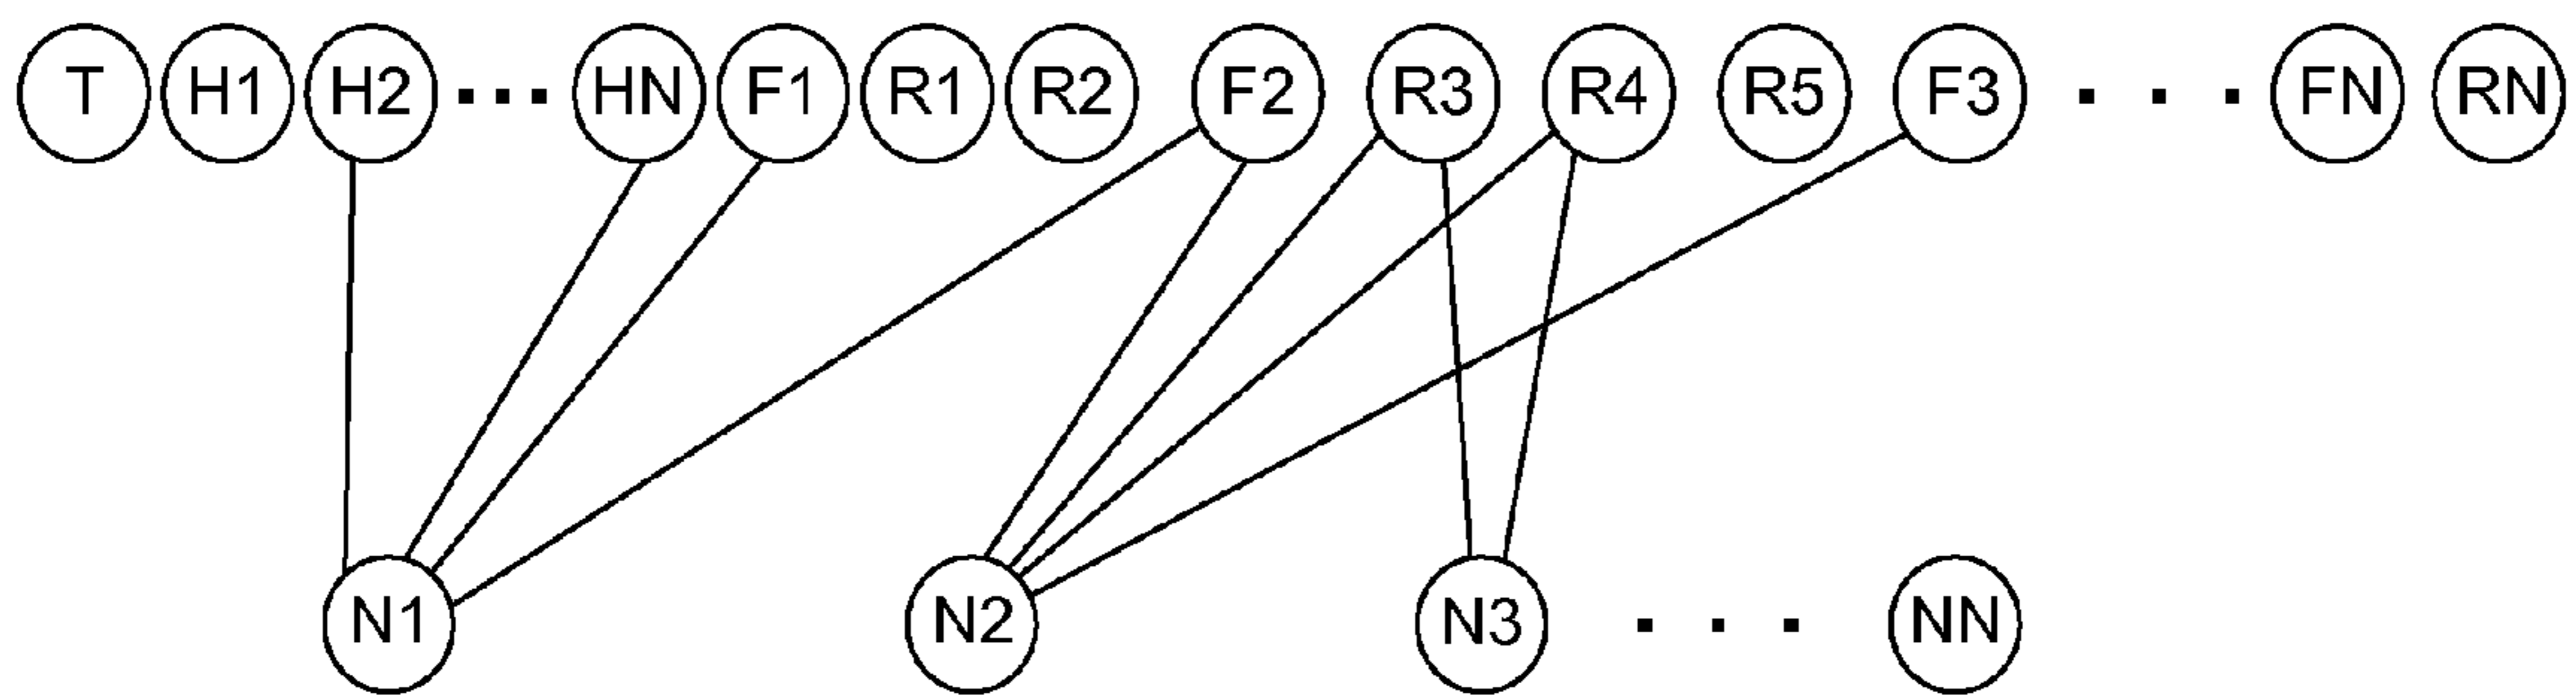 T H1 H2 ... HN F1 R1 R2 F2 R3 R4 R5 F3 . . . FN RN
N1 N2 N3 . . . NN